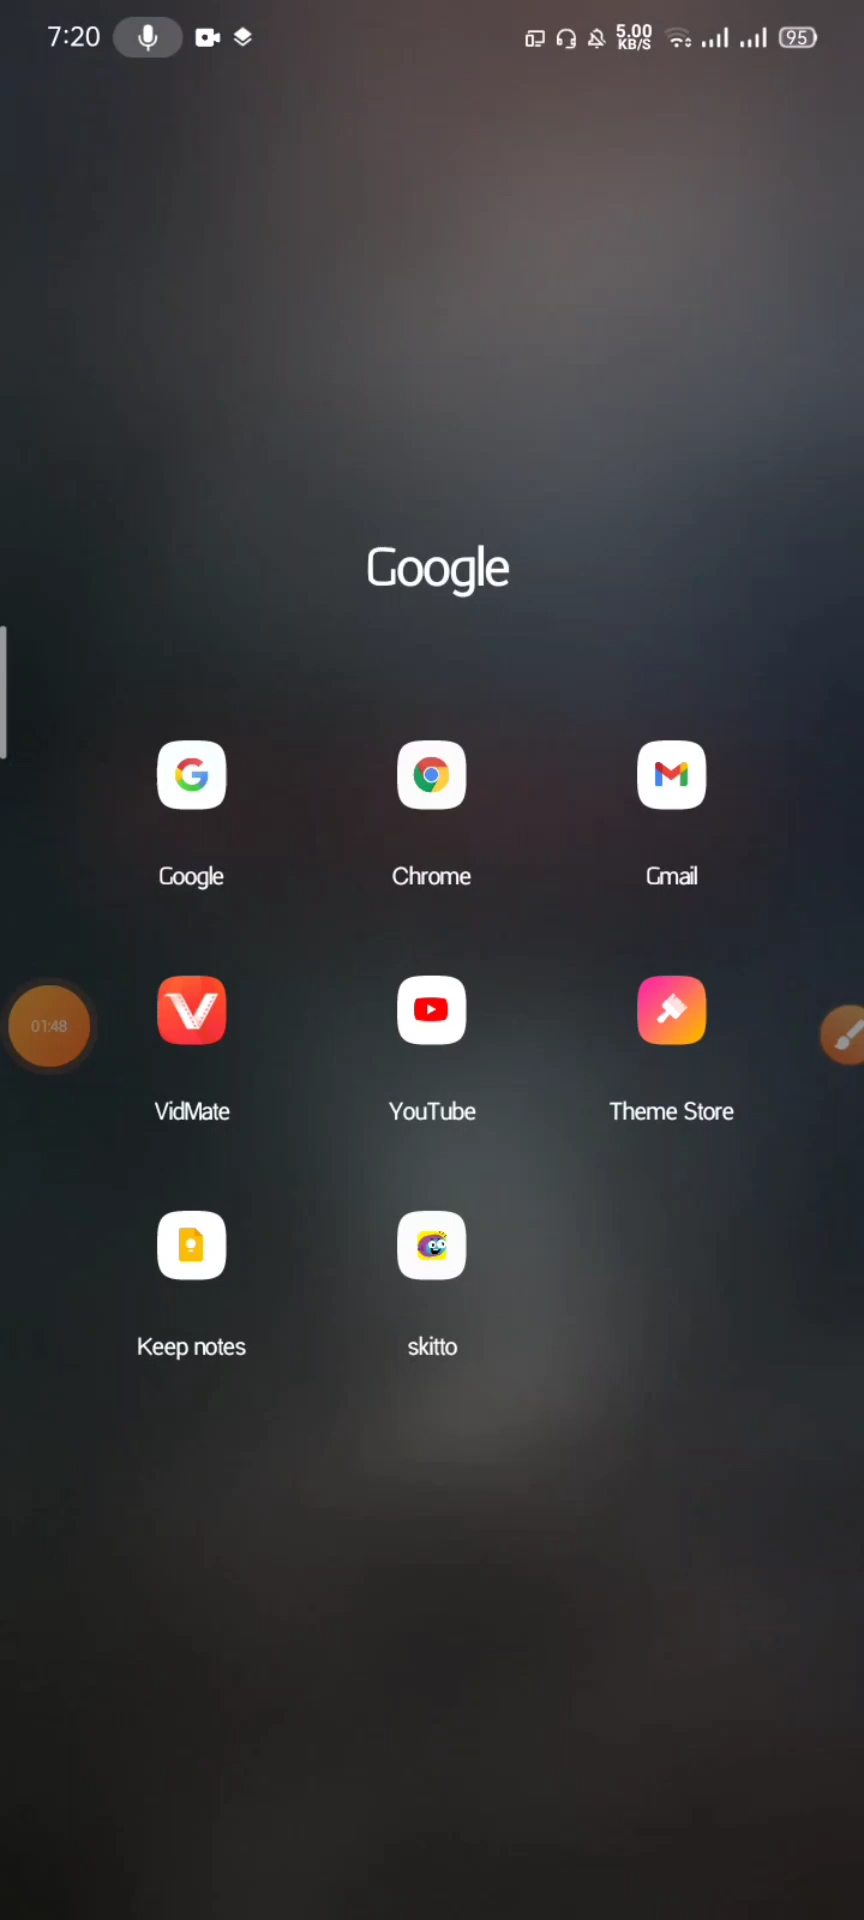 7:20
5.00
KB/S
95
Google
Google
Chrome
Gmail
VidMate
YouTube
Theme Store
01:48
Keep notes
skitto